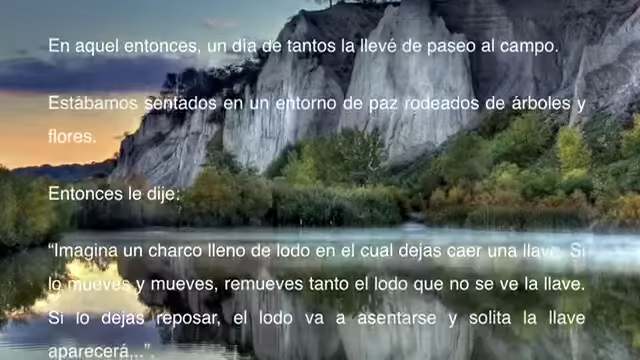 En aquel entonces, un día de tantos la llevé de paseo al campo.
Estábamos sentados en un entorno de paz rodeados de árboles y
flores.
Entonces le dije:
“Imagina un charco lleno de lodo en el cual dejas caer una llave. Si
lo mueves y mueves, remueves tanto el lodo que no se ve la llave.
Si lo dejas reposar, el lodo va a asentarse y solita la llave
aparecerá...”.